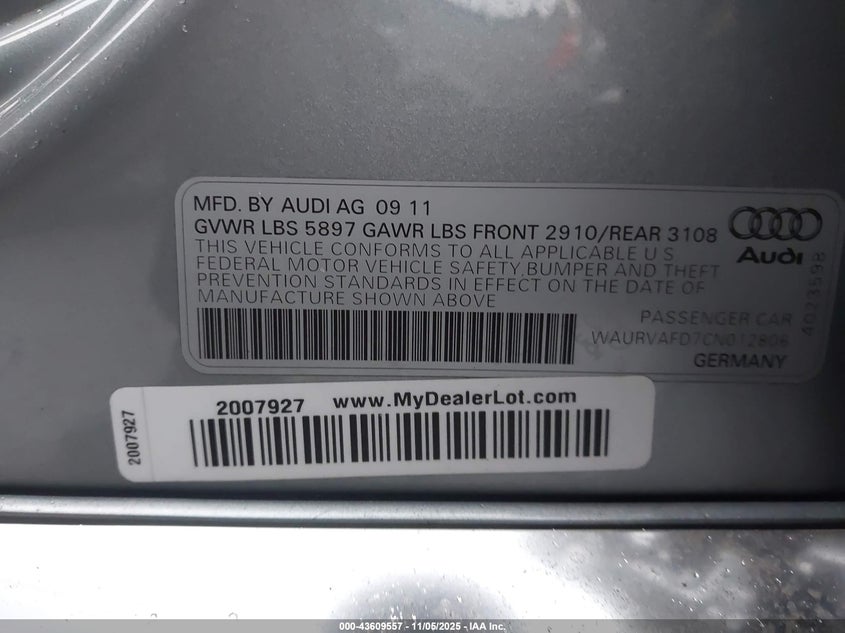 MFD. BY AUDI AG 09 11
GVWR LBS 5897 GAWR LBS FRONT 2910/REAR 3108
THIS VEHICLE CONFORMS TO ALL APPLICABLE U S
FEDERAL MOTOR VEHICLE SAFETY,BUMPER AND THEFT
PREVENTION STANDARDS IN EFFECT ON THE DATE OF
MANUFACTURE SHOWN ABOVE
Audi
4023598
PASSENGER CAR
WAURVAFD7CN012806
GERMANY
2007927
2007927 www.MyDealerLot.com
000-43609557 - 11/05/2025 - IAA Inc.